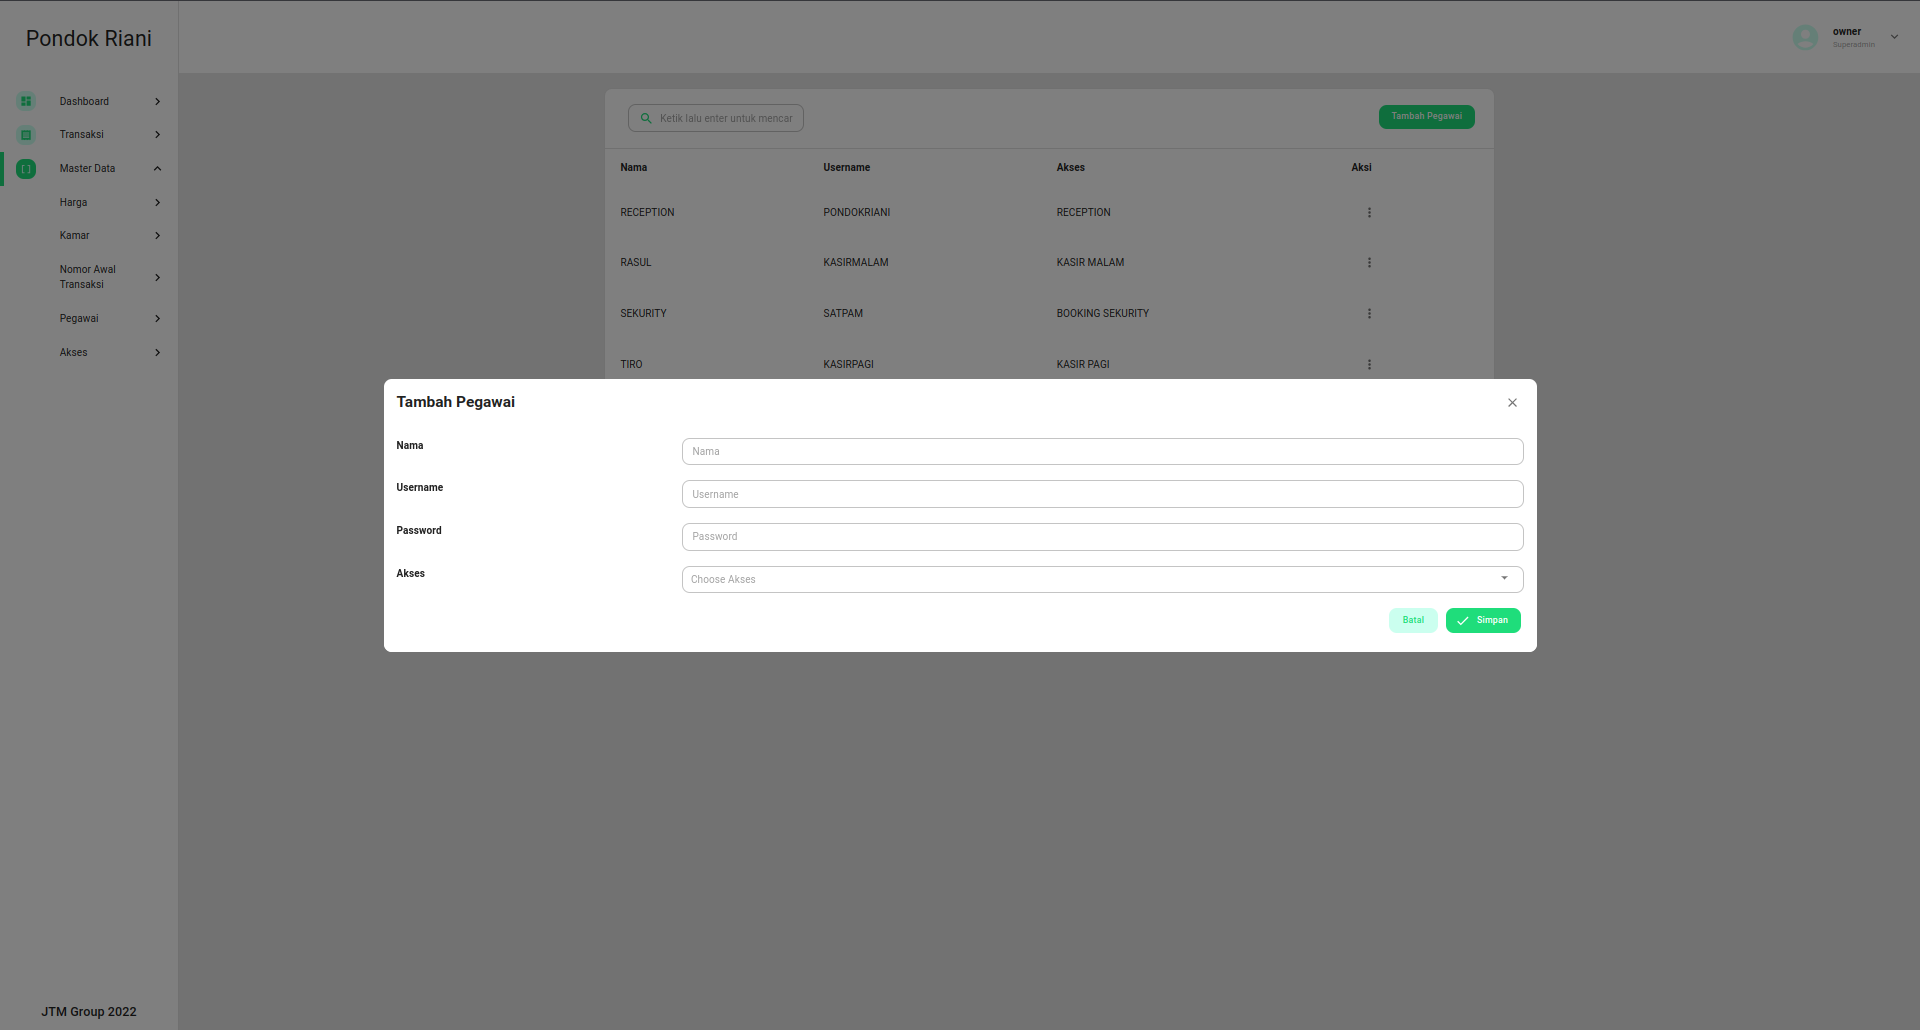 Pondok Riani
owner
Superadmin
Dashboard
Transaksi
Master Data
Harga
Kamar
Nomor Awal
Transaksi
Pegawai
Akses
Ketik lalu enter untuk mencar
Tambah Pegawai
Nama Username Akses Aksi
RECEPTION PONDOKRIANI RECEPTION
RASUL KASIRMALAM KASIR MALAM
SEKURITY SATPAM BOOKING SEKURITY
TIRO KASIRPAGI KASIR PAGI
Tambah Pegawai
Nama Nama
Username Username
Password Password
Akses Choose Akses
Batal Simpan
JTM Group 2022